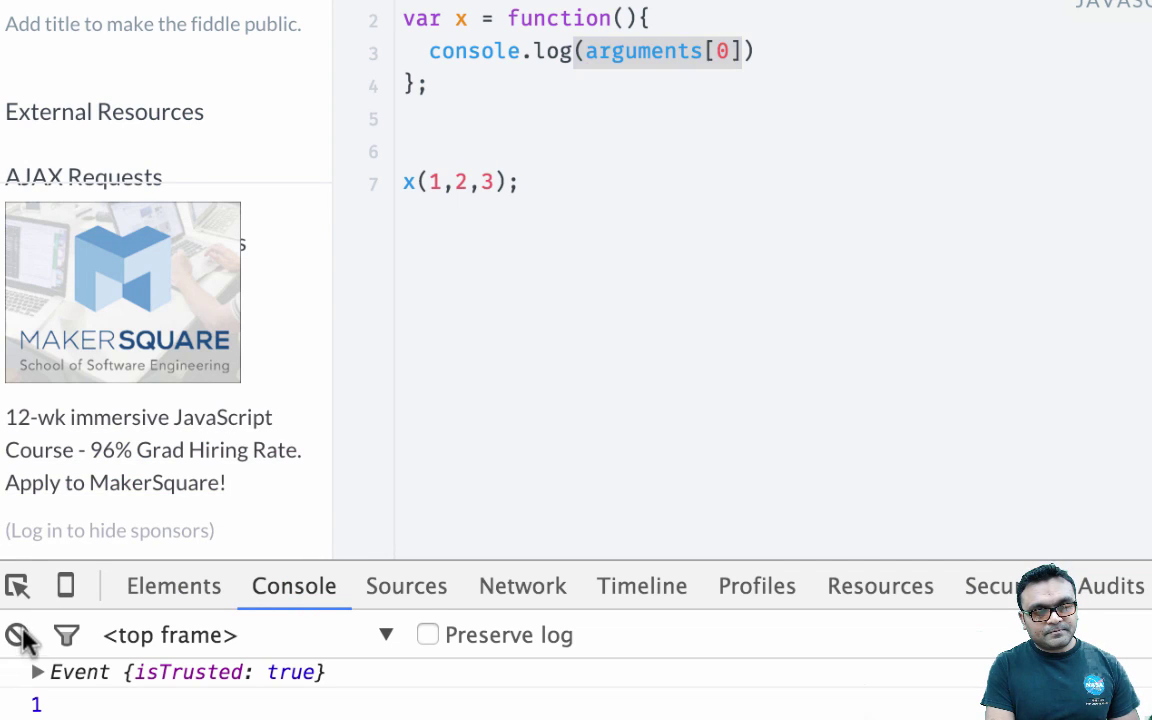 Add title to make the fiddle public.
External Resources
AJAX Requests
s
MAKERSQUARE
School of Software Engineering
12-wk immersive JavaScript
Course - 96% Grad Hiring Rate.
Apply to MakerSquare!
(Log in to hide sponsors)
JAVASC
2 var x = function(){
3 console.log(arguments[0])
4 };
5
6
7 x(1,2,3);
Elements Console Sources Network Timeline Profiles Resources Secu Audits
<top frame> ▼ Preserve log
▶ Event {isTrusted: true}
1